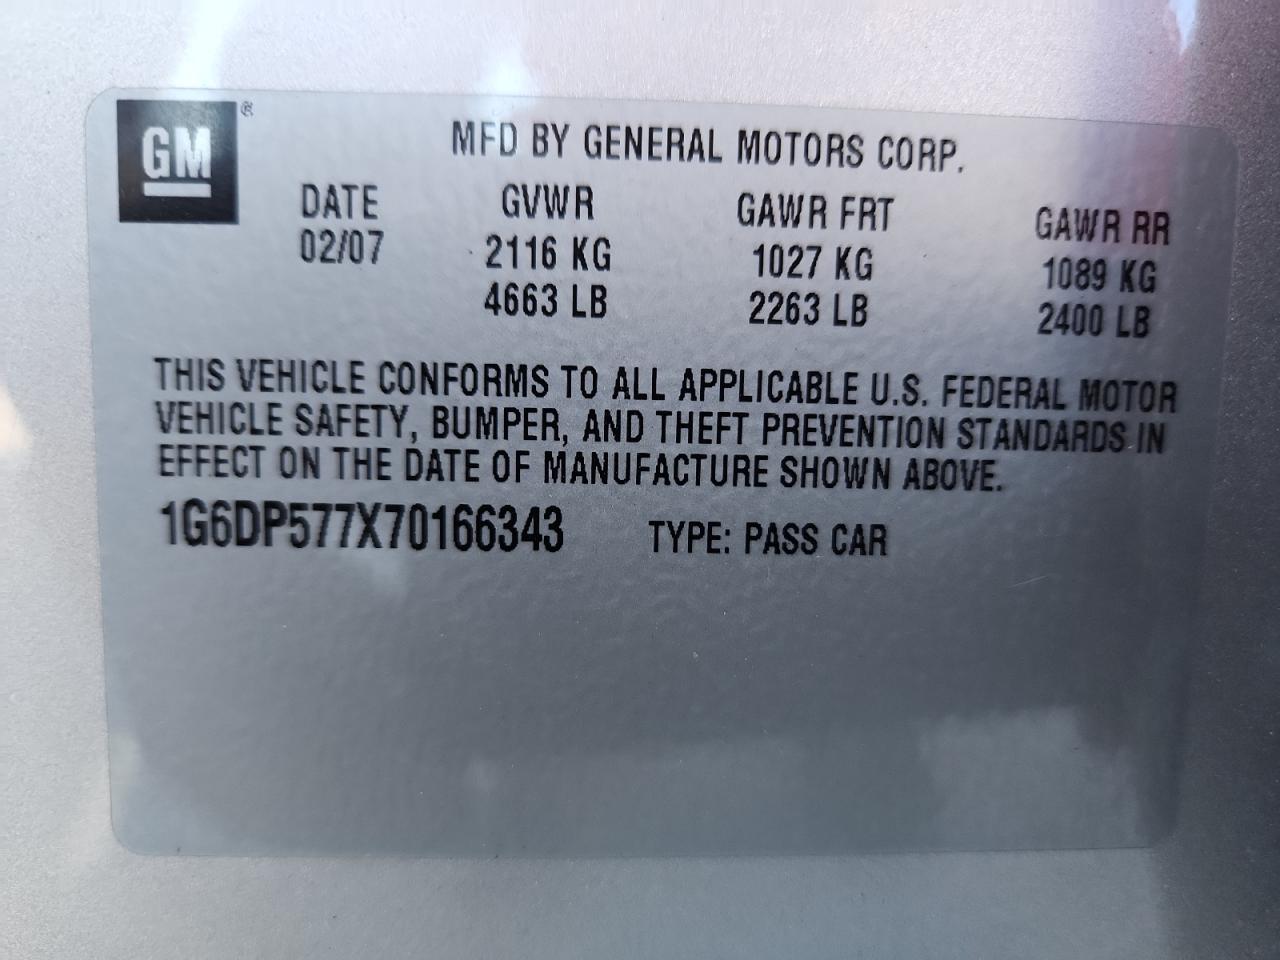 GM ®
MFD BY GENERAL MOTORS CORP.
DATE GVWR GAWR FRT GAWR RR
02/07 2116 KG 1027 KG 1089 KG
4663 LB 2263 LB 2400 LB
THIS VEHICLE CONFORMS TO ALL APPLICABLE U.S. FEDERAL MOTOR
VEHICLE SAFETY, BUMPER, AND THEFT PREVENTION STANDARDS IN
EFFECT ON THE DATE OF MANUFACTURE SHOWN ABOVE.
1G6DP577X70166343 TYPE: PASS CAR